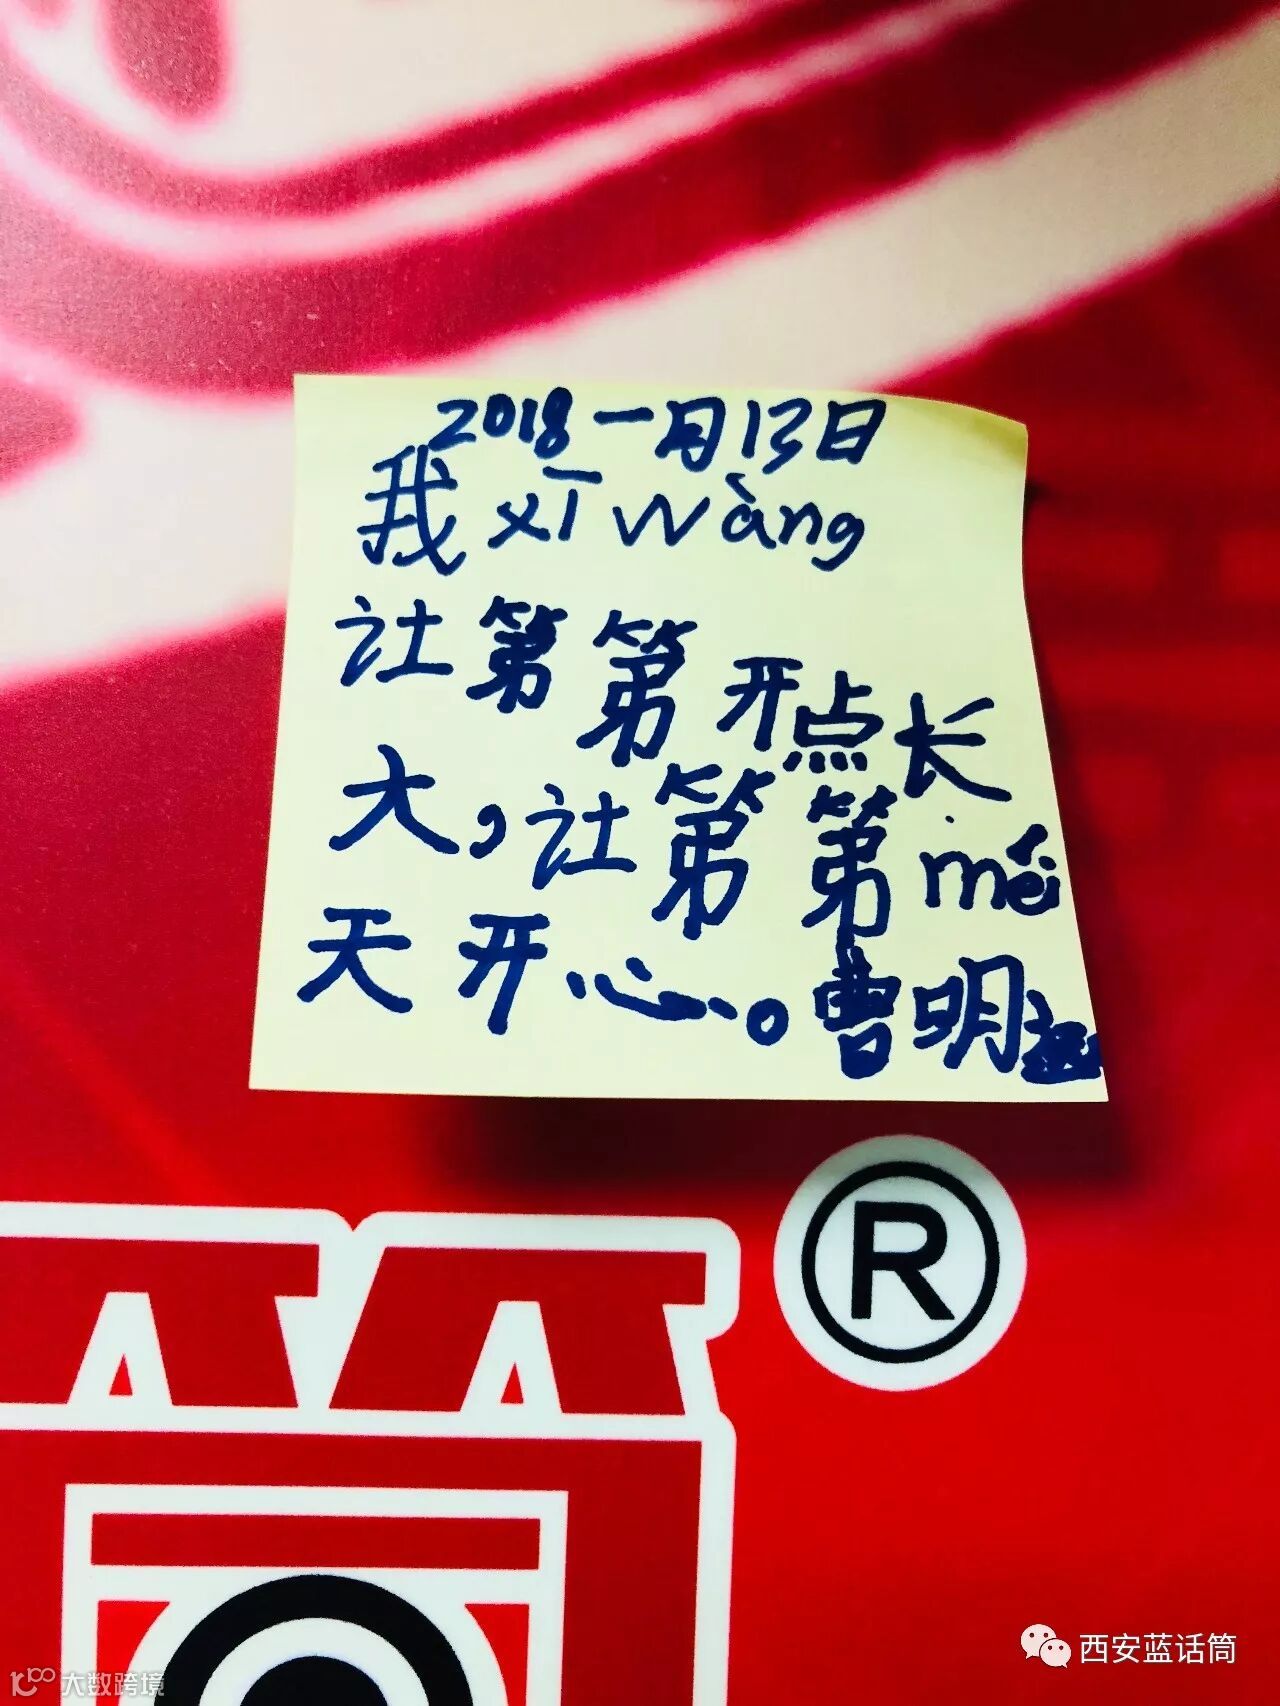 2018一月13日
我xīwàng
让第第开点长
大,让第第měi
天开心。曹明
®
西安蓝话筒
大数跨境